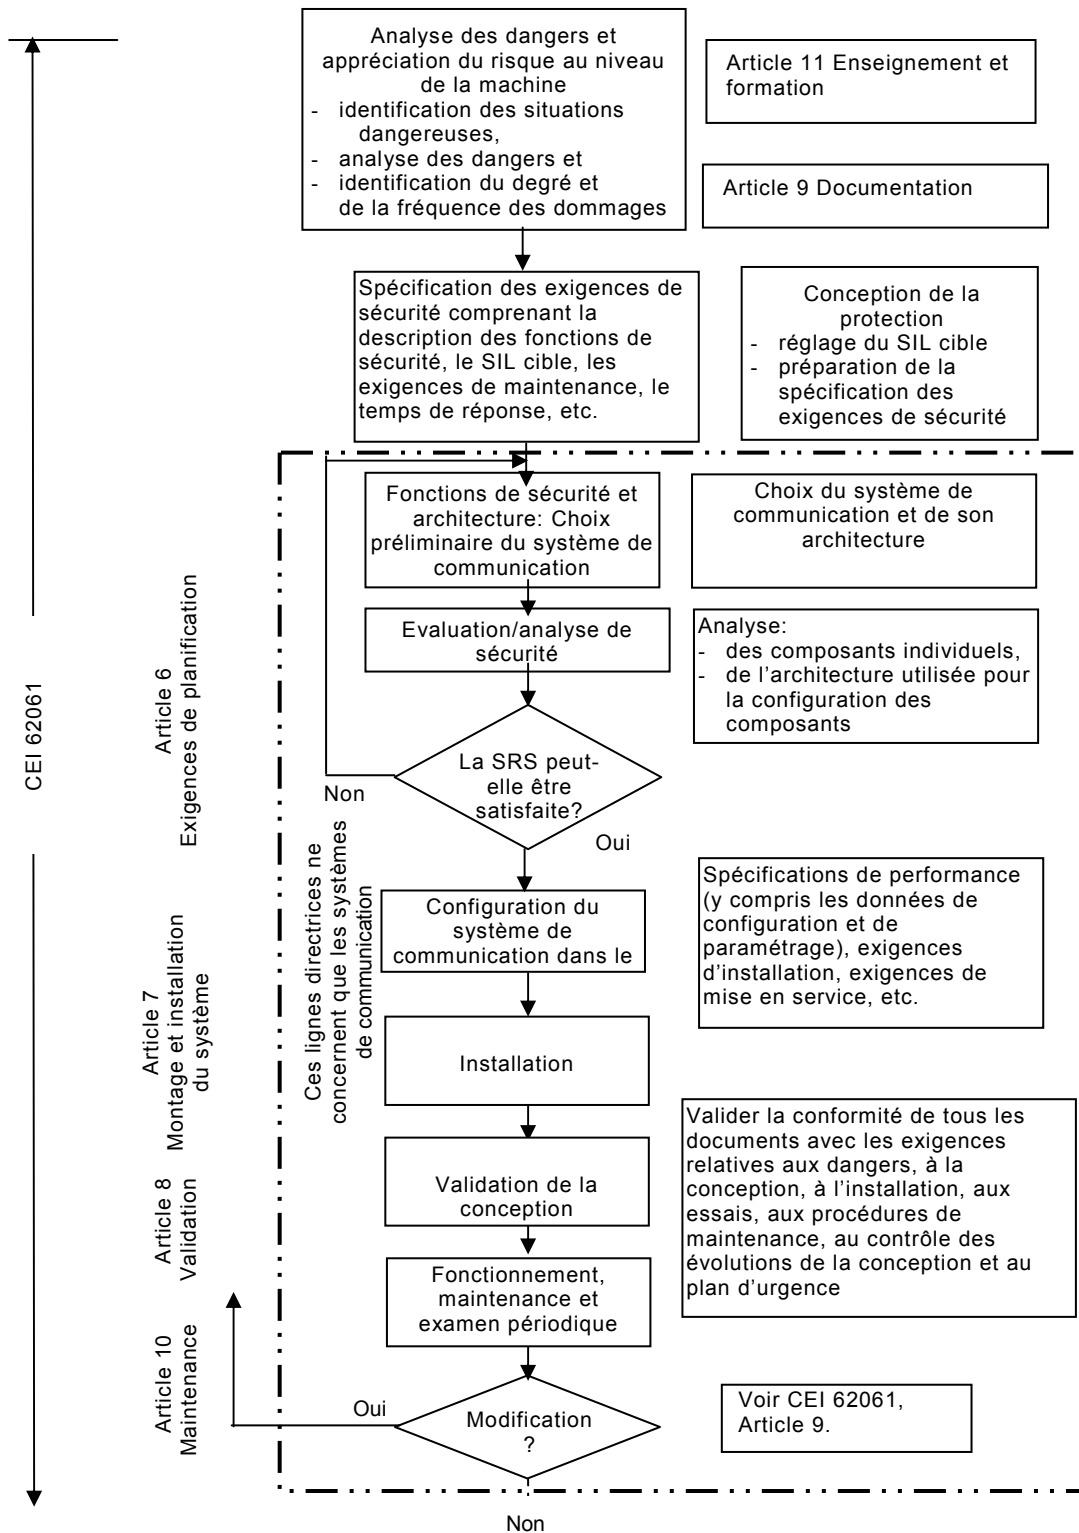 Analyse des dangers et
appréciation du risque au niveau
de la machine
- identification des situations
dangereuses,
- analyse des dangers et
- identification du degré et
de la fréquence des dommages
Article 11 Enseignement et
formation
Article 9 Documentation
Spécification des exigences de
sécurité comprenant la
description des fonctions de
sécurité, le SIL cible, les
exigences de maintenance, le
temps de réponse, etc.
Conception de la
protection
- réglage du SIL cible
- préparation de la
spécification des
exigences de sécurité
Fonctions de sécurité et
architecture: Choix
préliminaire du système de
communication
Choix du système de
communication et de son
architecture
Evaluation/analyse de
sécurité
Analyse:
- des composants individuels,
- de l'architecture utilisée pour
la configuration des
composants
CEI 62061
Article 6
Exigences de planification
La SRS peut-
elle être
satisfaite?
Non
Oui
Ces lignes directrices ne
concernent que les systèmes
de communication
Configuration du
système de
communication dans le
Spécifications de performance
(y compris les données de
configuration et de
paramétrage), exigences
d'installation, exigences de
mise en service, etc.
Article 7
Montage et installation
du système
Installation
Validation de la
conception
Valider la conformité de tous les
documents avec les exigences
relatives aux dangers, à la
conception, à l'installation, aux
essais, aux procédures de
maintenance, au contrôle des
évolutions de la conception et au
plan d'urgence
Article 8
Validation
Fonctionnement,
maintenance et
examen périodique
Article 10
Maintenance
Oui
Modification
?
Voir CEI 62061,
Article 9.
Non